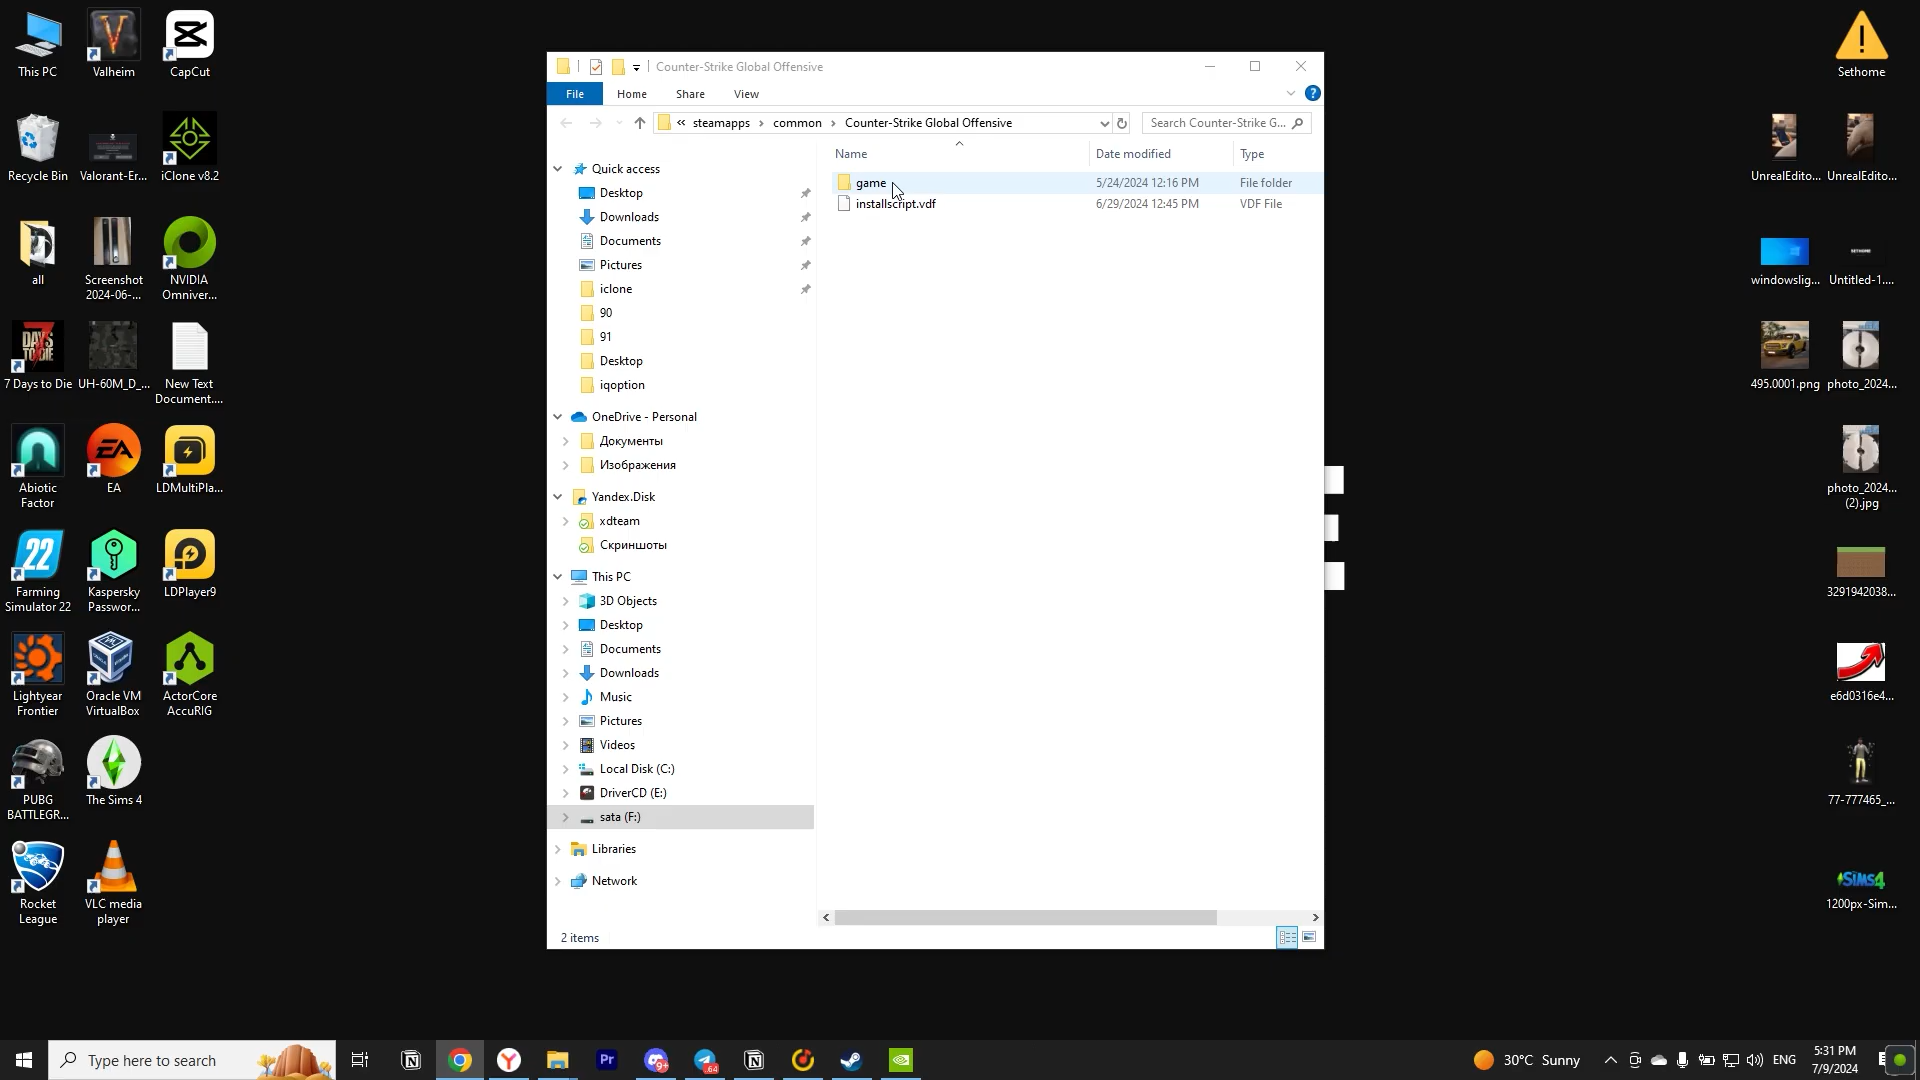 This PC
Valheim
CapCut
Recycle Bin
Valorant-Er...
iClone v8.2
all
Screenshot
2024-06-...
NVIDIA
Omniver...
7 Days to Die
UH-60M_D_...
New Text
Document....
Abiotic
Factor
EA
LDMultiPla...
Farming
Simulator 22
Kaspersky
Passwor...
LDPlayer9
Lightyear
Frontier
Oracle VM
VirtualBox
ActorCore
AccuRIG
PUBG
BATTLEGR...
The Sims 4
Rocket
League
VLC media
player
Counter-Strike Global Offensive
File
Home
Share
View
« steamapps > common > Counter-Strike Global Offensive
Search Counter-Strike G...
Name
Date modified
Type
game
5/24/2024 12:16 PM
File folder
installscript.vdf
6/29/2024 12:45 PM
VDF File
Quick access
Desktop
Downloads
Documents
Pictures
iclone
90
91
Desktop
iqoption
OneDrive - Personal
Документы
Изображения
Yandex.Disk
xdteam
Скриншоты
This PC
3D Objects
Desktop
Documents
Downloads
Music
Pictures
Videos
Local Disk (C:)
DriverCD (E:)
sata (F:)
Libraries
Network
2 items
Sethome
UnrealEdito...
UnrealEdito...
windowslig...
Untitled-1....
495.0001.png
photo_2024...
photo_2024...
(2).jpg
3291942038...
e6d0316e4...
77-777465_...
1200px-Sim...
Type here to search
30°C Sunny
ENG
5:31 PM
7/9/2024